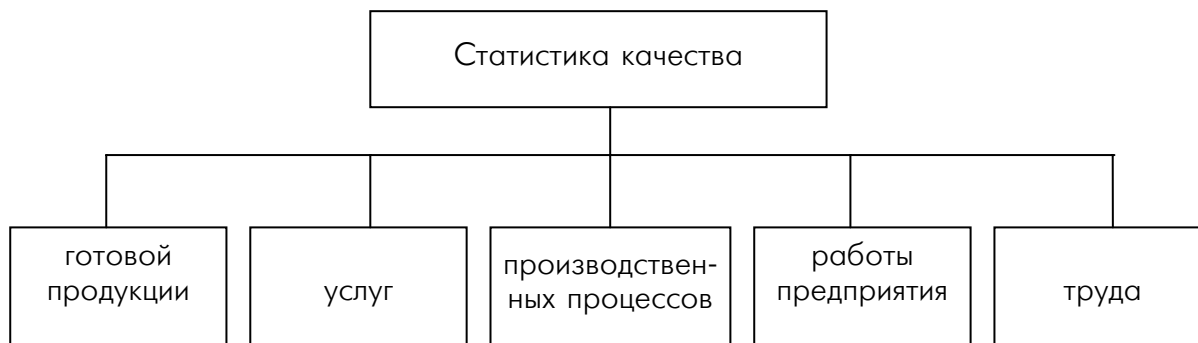 Статистика качества
готовой
продукции
услуг
производствен-
ных процессов
работы
предприятия
труда